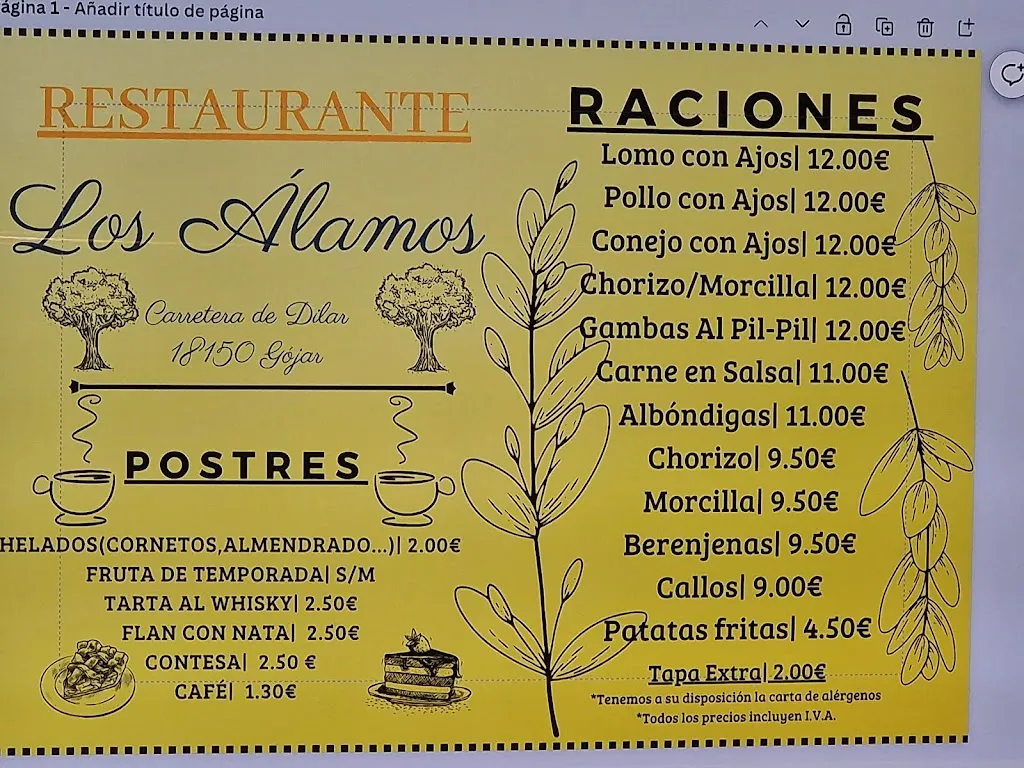 ágina 1 - Añadir título de página
RESTAURANTE
Los Álamos
Carretera de Dilar
18150 Gójar
POSTRES
HELADOS(CORNETOS,ALMENDRADO...)| 2.00€
FRUTA DE TEMPORADA| S/M
TARTA AL WHISKY| 2.50€
FLAN CON NATA| 2.50€
CONTESA| 2.50 €
CAFÉ| 1.30€
RACIONES
Lomo con Ajos| 12.00€
Pollo con Ajos| 12.00€
Conejo con Ajos| 12.00€
Chorizo/Morcilla| 12.00€
Gambas Al Pil-Pil| 12.00€
Carne en Salsa| 11.00€
Albóndigas| 11.00€
Chorizo| 9.50€
Morcilla| 9.50€
Berenjenas| 9.50€
Callos| 9.00€
Patatas fritas| 4.50€
Tapa Extra| 2.00€
*Tenemos a su disposición la carta de alérgenos
*Todos los precios incluyen I.V.A.